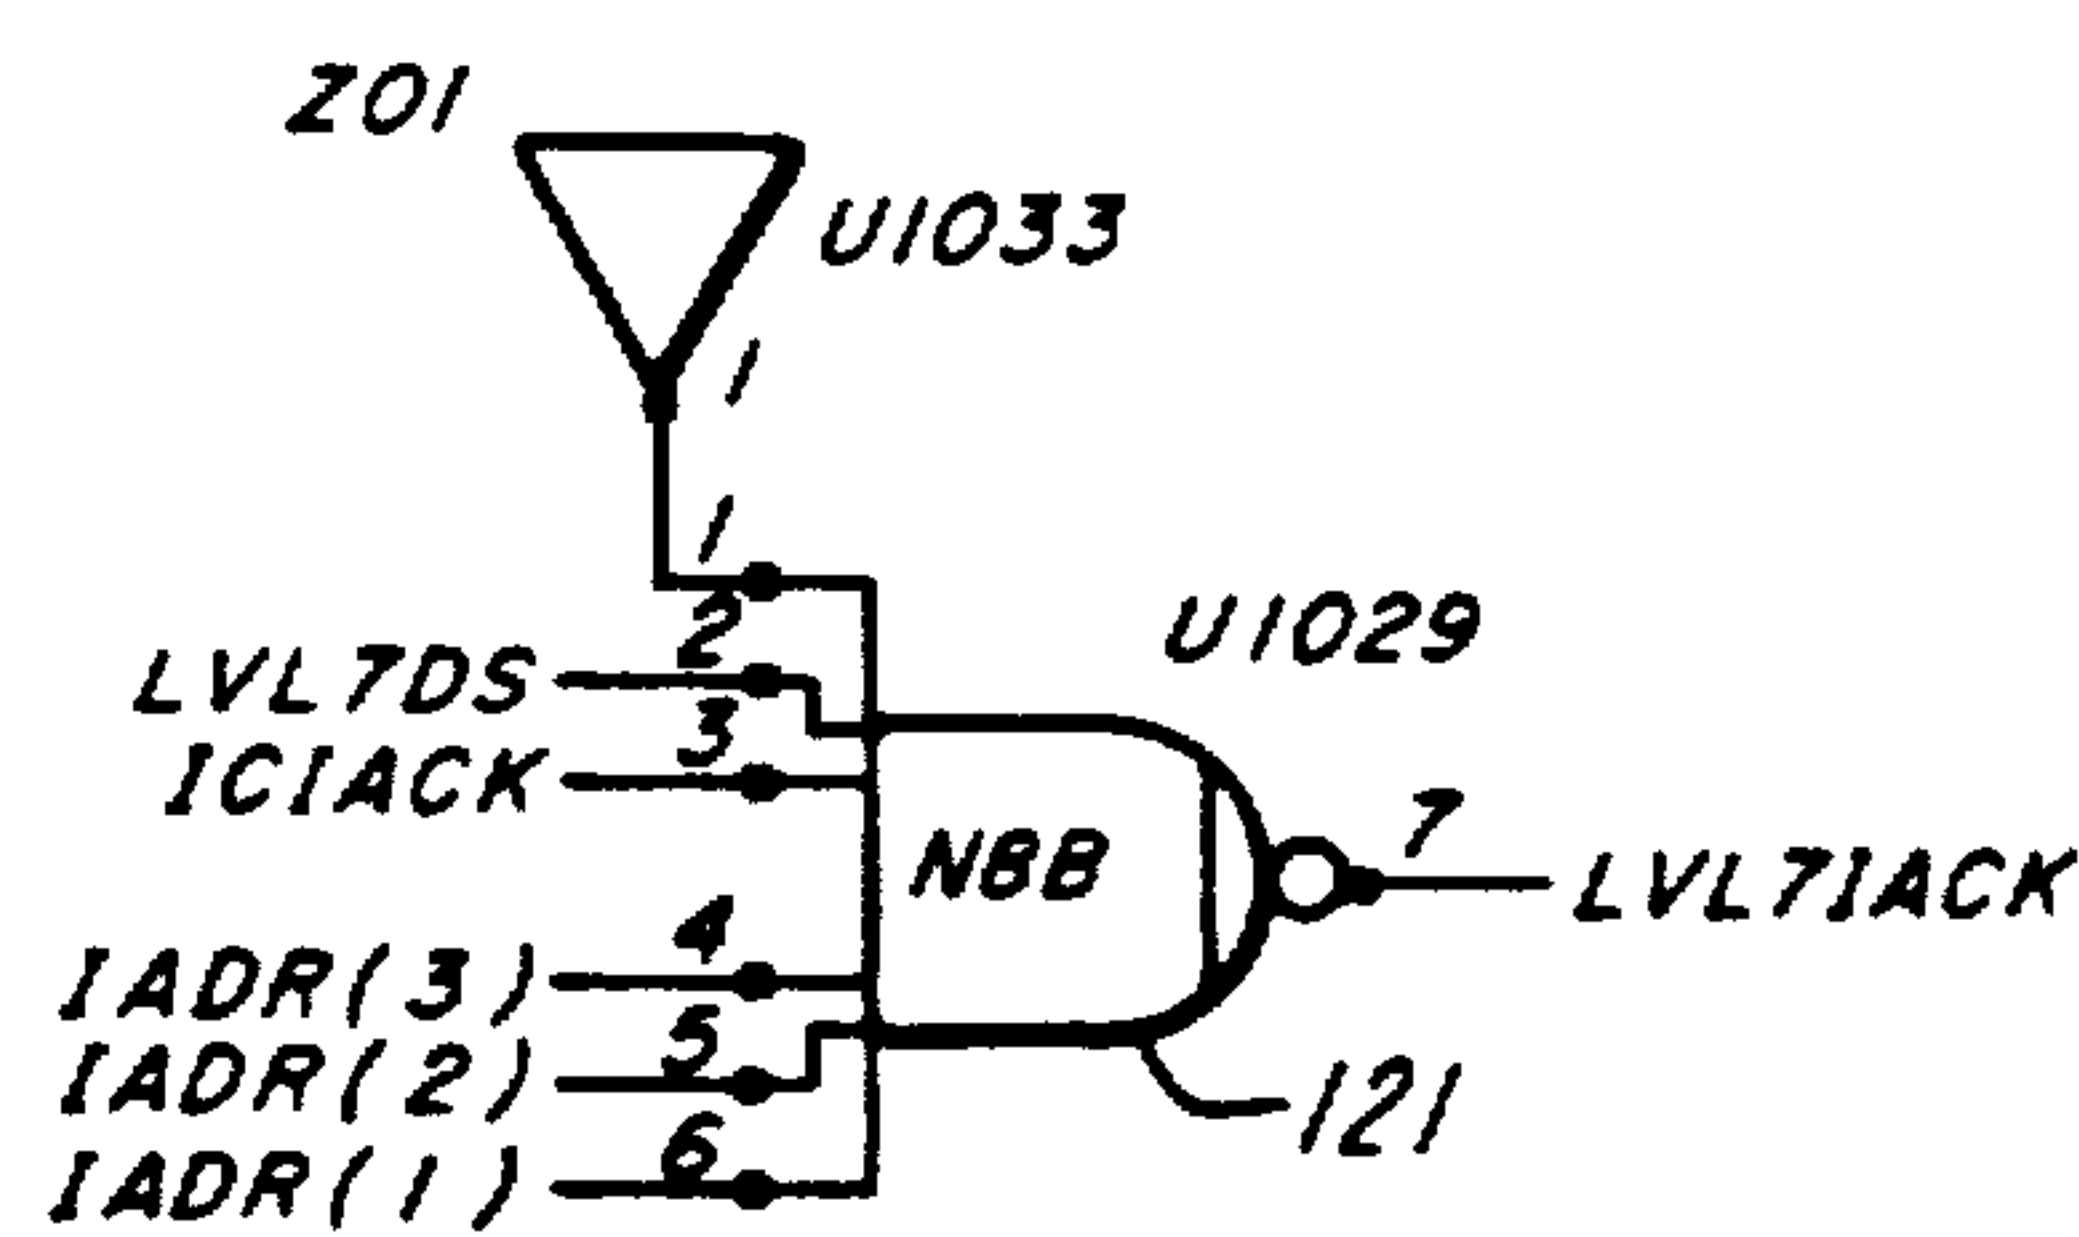 Z01
U1033
1
1
2
U1029
LVL7DS
3
ICIACK
7
N8B
LVL7IACK
4
IADR(3)
5
IADR(2)
121
6
IADR(1)